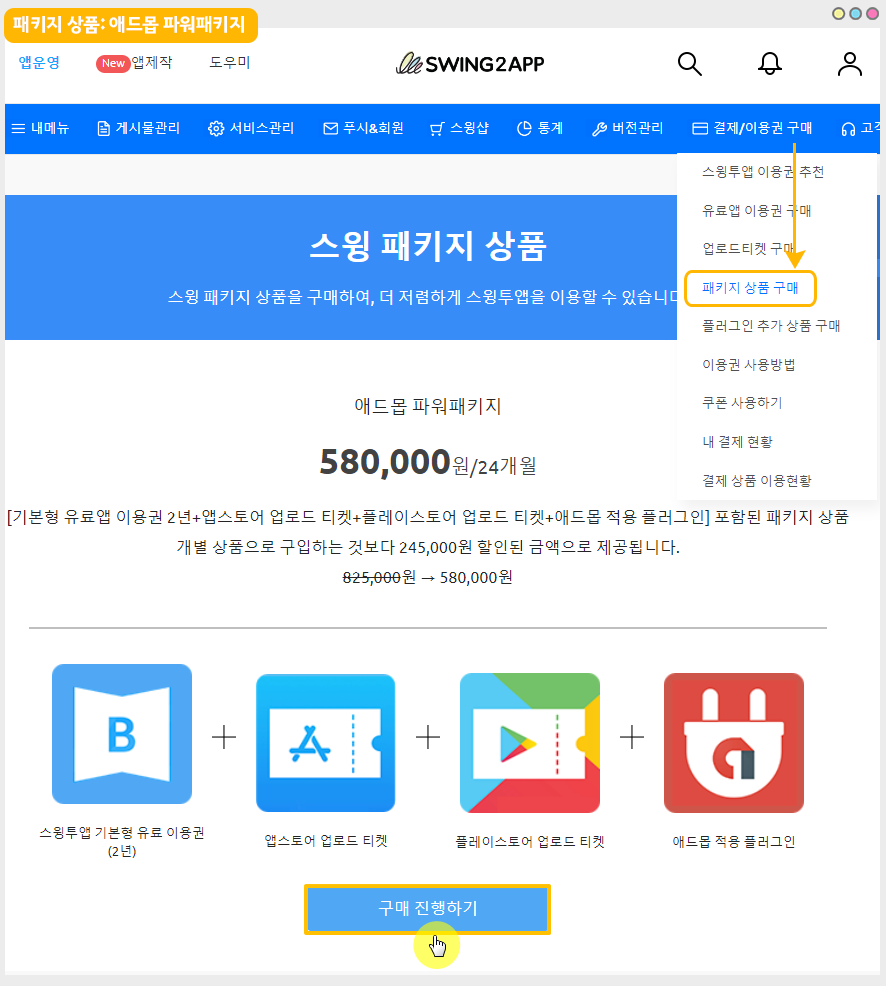 패키지 상품: 애드몹 파워패키지
앱운영
New 앱제작
도우미
SWING2APP
내메뉴
게시물관리
서비스관리
푸시&회원
스윙샵
통계
버전관리
결제/이용권 구매
고객
스윙투앱 이용권 추천
유료앱 이용권 구매
업로드티켓 구매
패키지 상품 구매
플러그인 추가 상품 구매
이용권 사용방법
쿠폰 사용하기
내 결제 현황
결제 상품 이용현황
스윙 패키지 상품
스윙 패키지 상품을 구매하여, 더 저렴하게 스윙투앱을 이용할 수 있습니다
애드몹 파워패키지
580,000원/24개월
[기본형 유료앱 이용권 2년+앱스토어 업로드 티켓+플레이스토어 업로드 티켓+애드몹 적용 플러그인] 포함된 패키지 상품
개별 상품으로 구입하는 것보다 245,000원 할인된 금액으로 제공됩니다.
825,000원 → 580,000원
B
스윙투앱 기본형 유료 이용권
(2년)
앱스토어 업로드 티켓
플레이스토어 업로드 티켓
애드몹 적용 플러그인
구매 진행하기